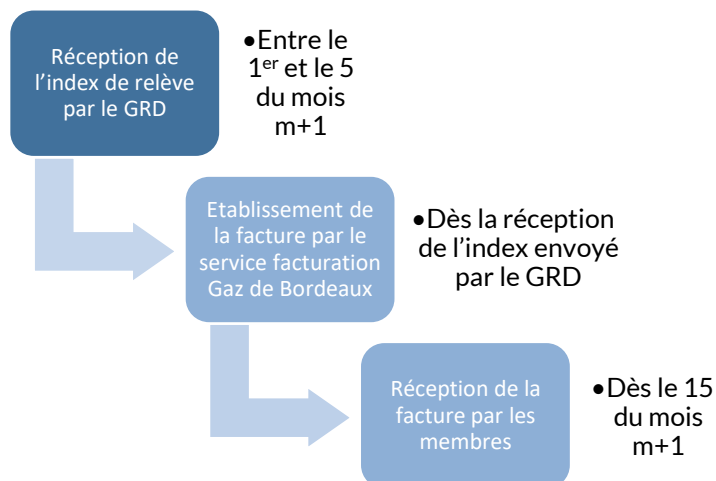 Réception de
l'index de relève
par le GRD
•Entre le
1er et le 5
du mois
m+1
Etablissement de
la facture par le
service facturation
Gaz de Bordeaux
•Dès la réception
de l'index envoyé
par le GRD
Réception de la
facture par les
membres
•Dès le 15
du mois
m+1